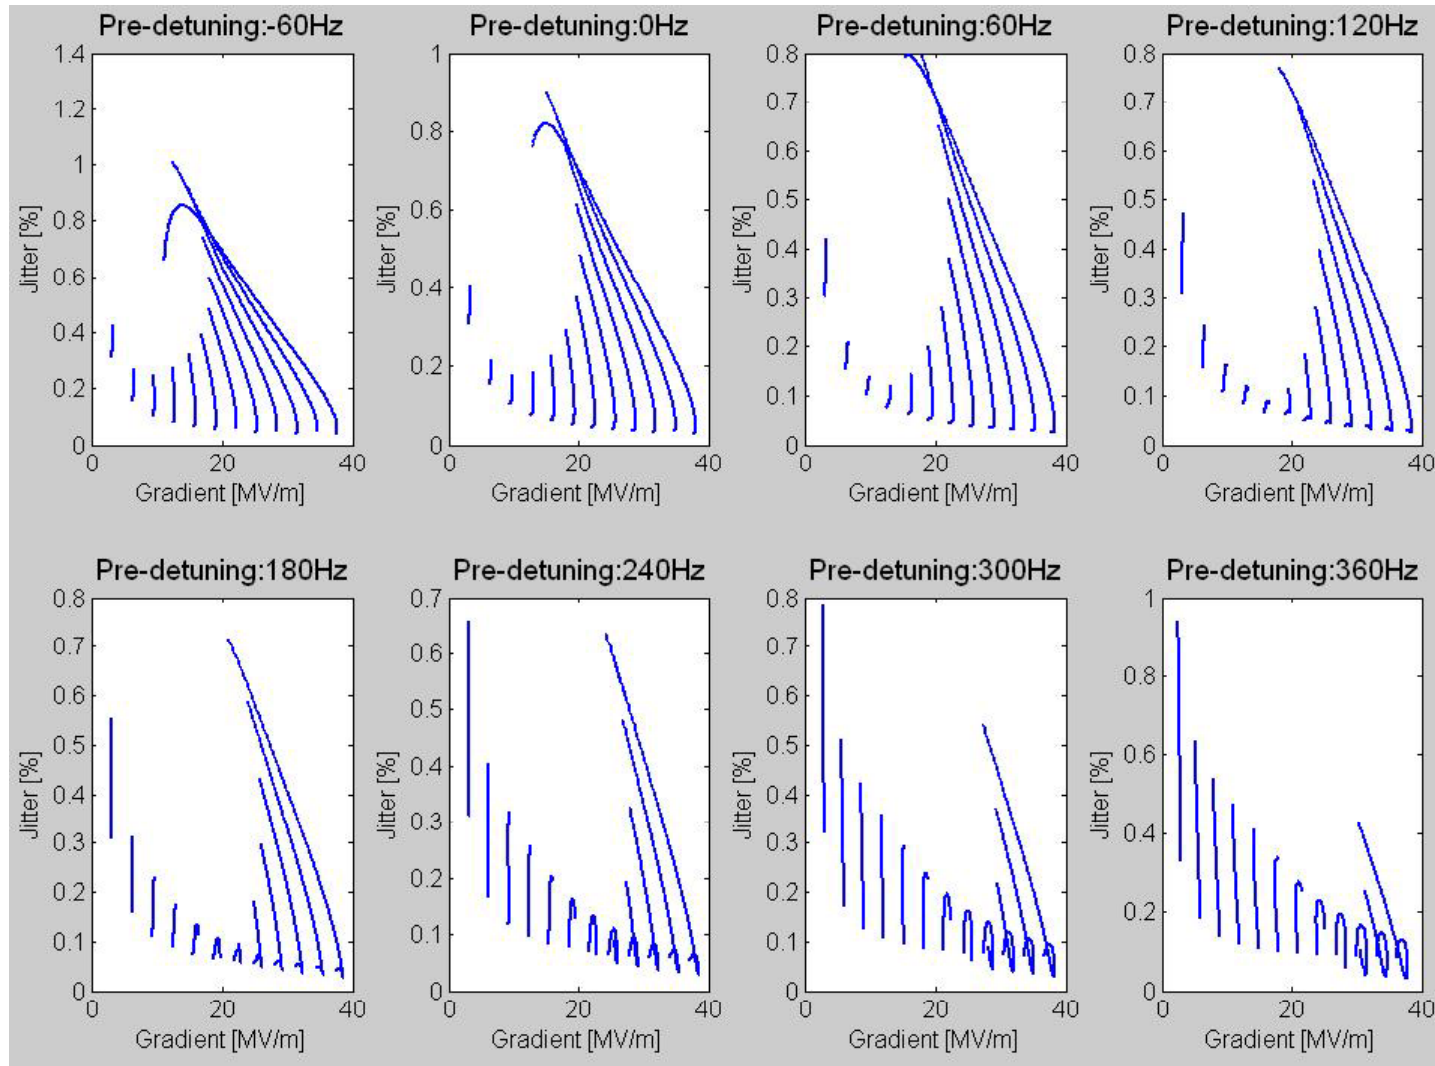 Pre-detuning:-60Hz
1.4
1.2
1
0.8
0.6
0.4
0.2
0
Jitter [%]
0 20 40
Gradient [MV/m]
Pre-detuning:0Hz
1
0.8
0.6
0.4
0.2
0
Jitter [%]
0 20 40
Gradient [MV/m]
Pre-detuning:60Hz
0.8
0.7
0.6
0.5
0.4
0.3
0.2
0.1
0
Jitter [%]
0 20 40
Gradient [MV/m]
Pre-detuning:120Hz
0.8
0.7
0.6
0.5
0.4
0.3
0.2
0.1
0
Jitter [%]
0 20 40
Gradient [MV/m]
Pre-detuning:180Hz
0.8
0.7
0.6
0.5
0.4
0.3
0.2
0.1
0
Jitter [%]
0 20 40
Gradient [MV/m]
Pre-detuning:240Hz
0.7
0.6
0.5
0.4
0.3
0.2
0.1
0
Jitter [%]
0 20 40
Gradient [MV/m]
Pre-detuning:300Hz
0.8
0.7
0.6
0.5
0.4
0.3
0.2
0.1
0
Jitter [%]
0 20 40
Gradient [MV/m]
Pre-detuning:360Hz
1
0.8
0.6
0.4
0.2
0
Jitter [%]
0 20 40
Gradient [MV/m]